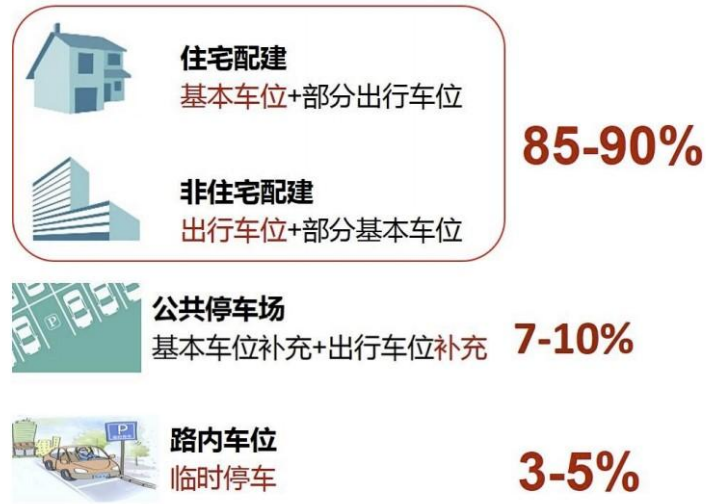 住宅配建
基本车位+部分出行车位
85-90%
非住宅配建
出行车位+部分基本车位
公共停车场
基本车位补充+出行车位补充
7-10%
P
P
路内车位
临时停车
3-5%